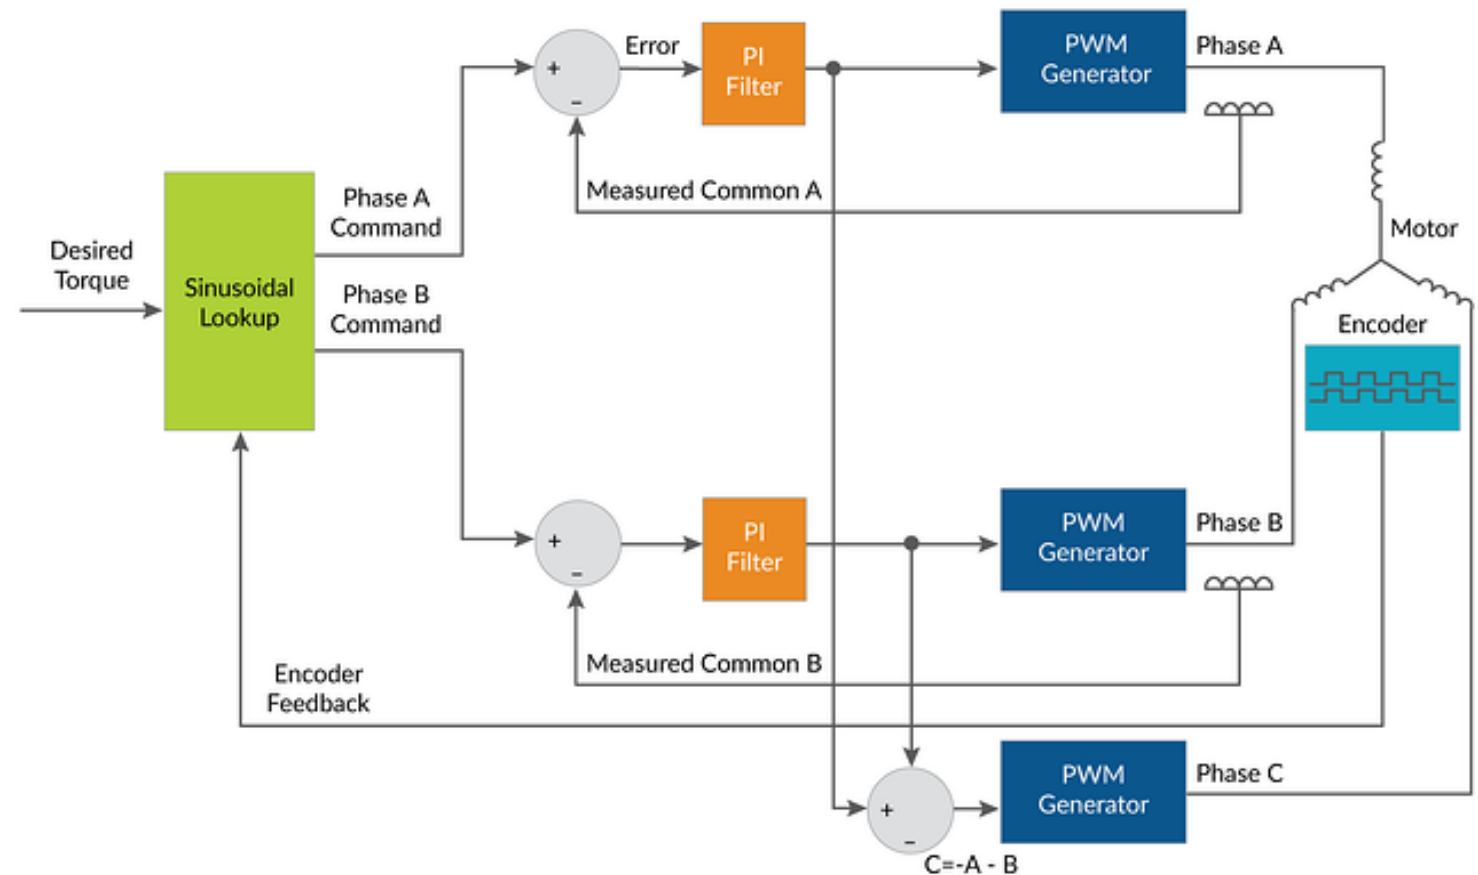 Error
PI
Filter
PWM
Generator
Phase A
+
-
Measured Common A
Phase A
Command
Desired
Torque
Sinusoidal
Lookup
Phase B
Command
Motor
Encoder
+
-
PI
Filter
PWM
Generator
Phase B
Measured Common B
Encoder
Feedback
+
-
PWM
Generator
Phase C
C=-A - B